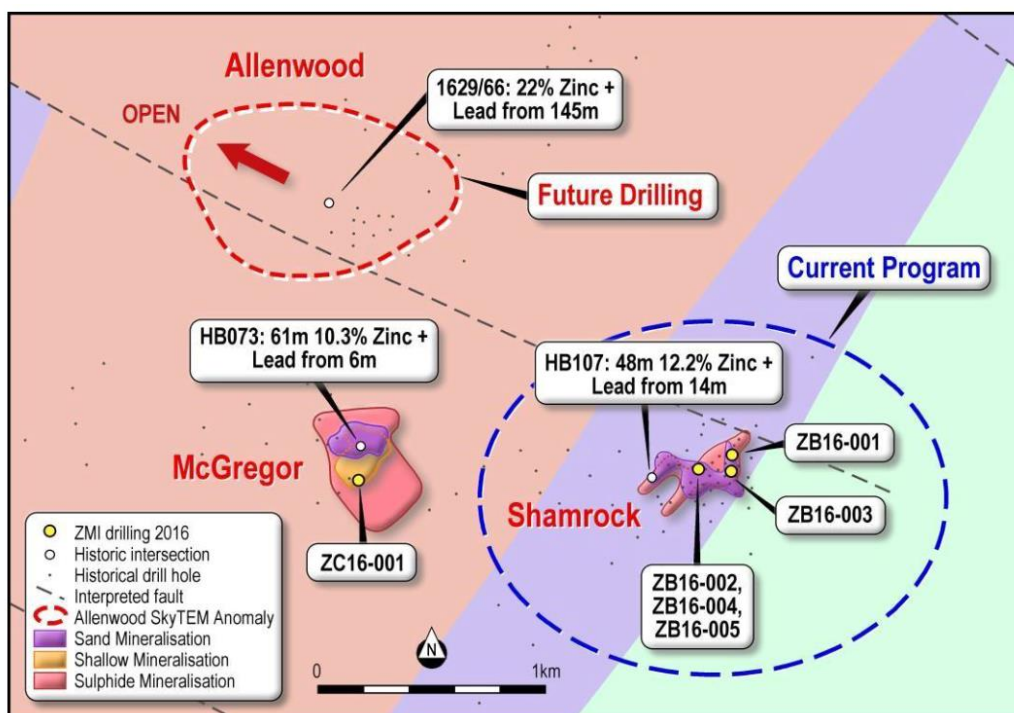 Allenwood
OPEN
1629/66: 22% Zinc +
Lead from 145m
Future Drilling
Current Program
HB073: 61m 10.3% Zinc +
Lead from 6m
HB107: 48m 12.2% Zinc +
Lead from 14m
McGregor
ZC16-001
Shamrock
ZB16-001
ZB16-003
ZB16-002,
ZB16-004,
ZB16-005
ZMI drilling 2016
Historic intersection
Historical drill hole
Interpreted fault
Allenwood SkyTEM Anomaly
Sand Mineralisation
Shallow Mineralisation
Sulphide Mineralisation
N
0 1km